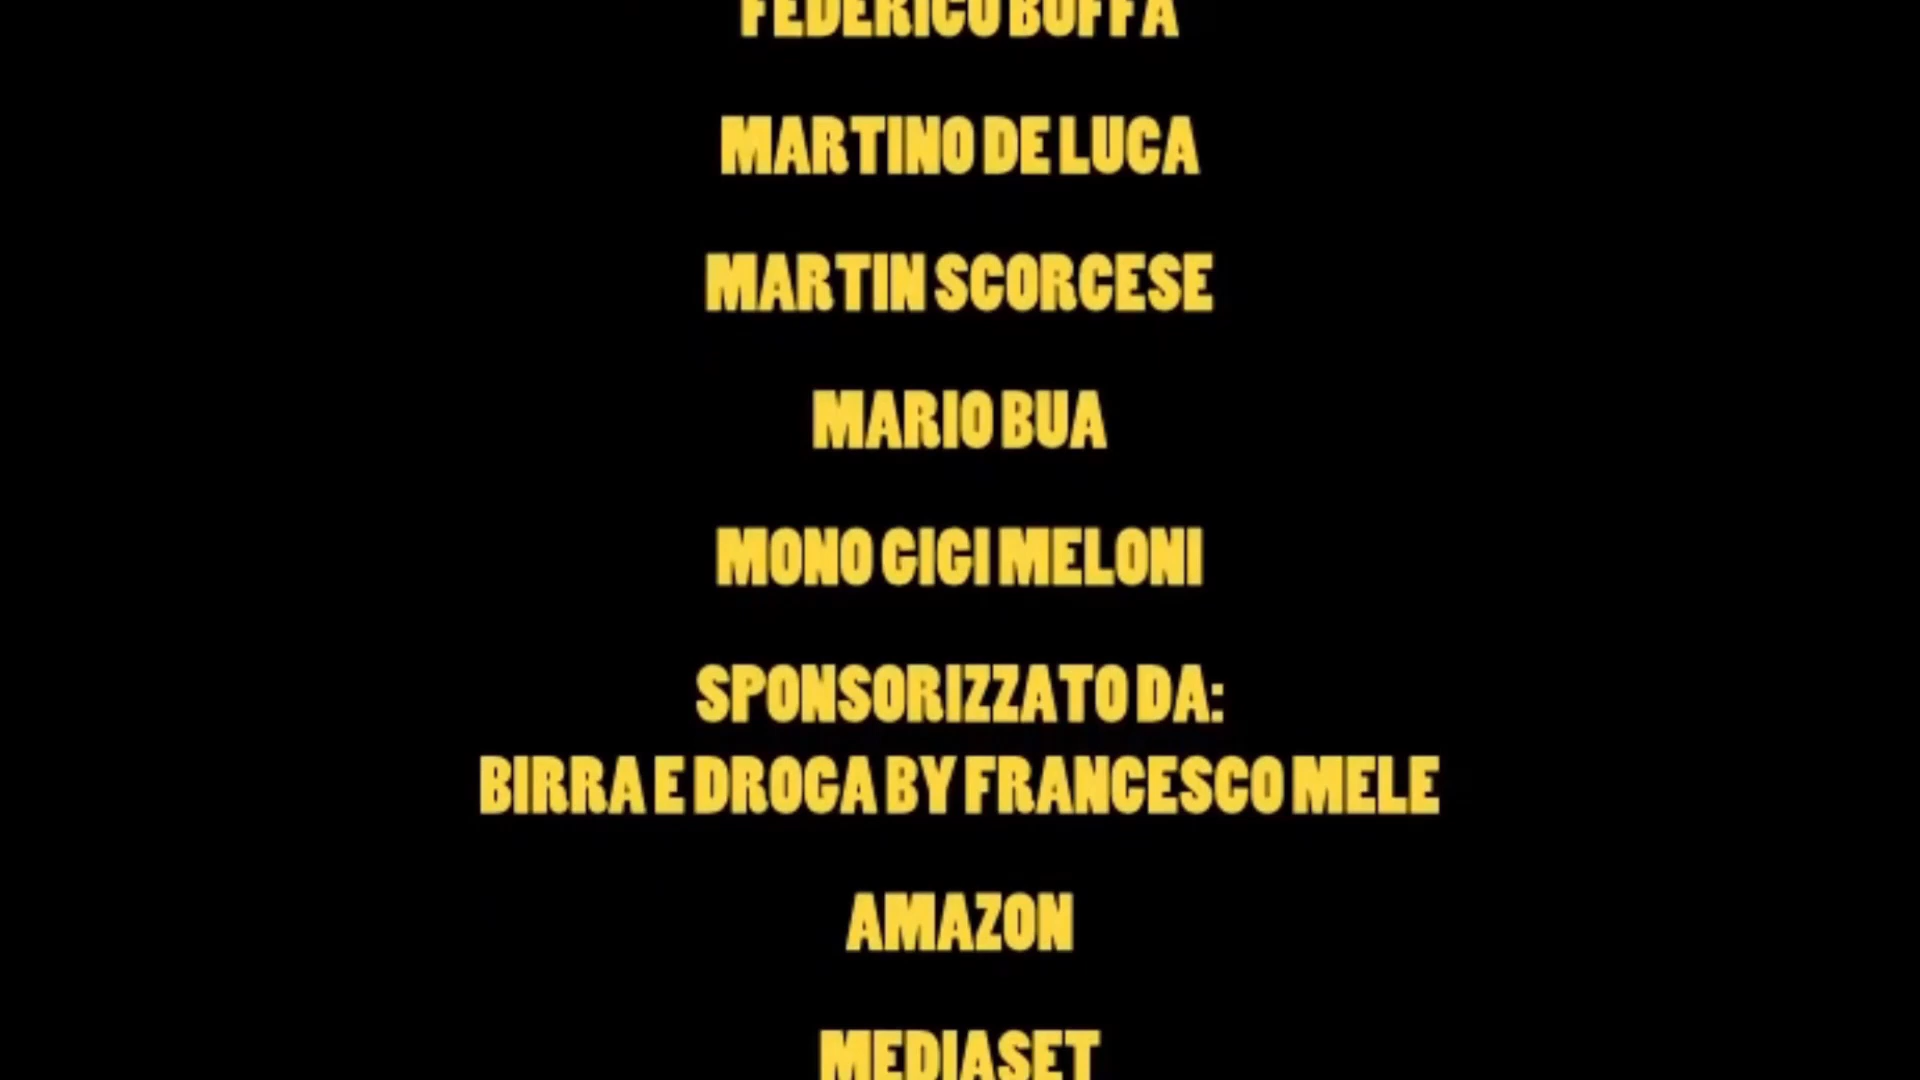 FEDERICO BUFFA
MARTINO DE LUCA
MARTIN SCORCESE
MARIO BUA
MONO GIGI MELONI
SPONSORIZZATO DA:
BIRRA E DROGA BY FRANCESCO MELE
AMAZON
MEDIASET